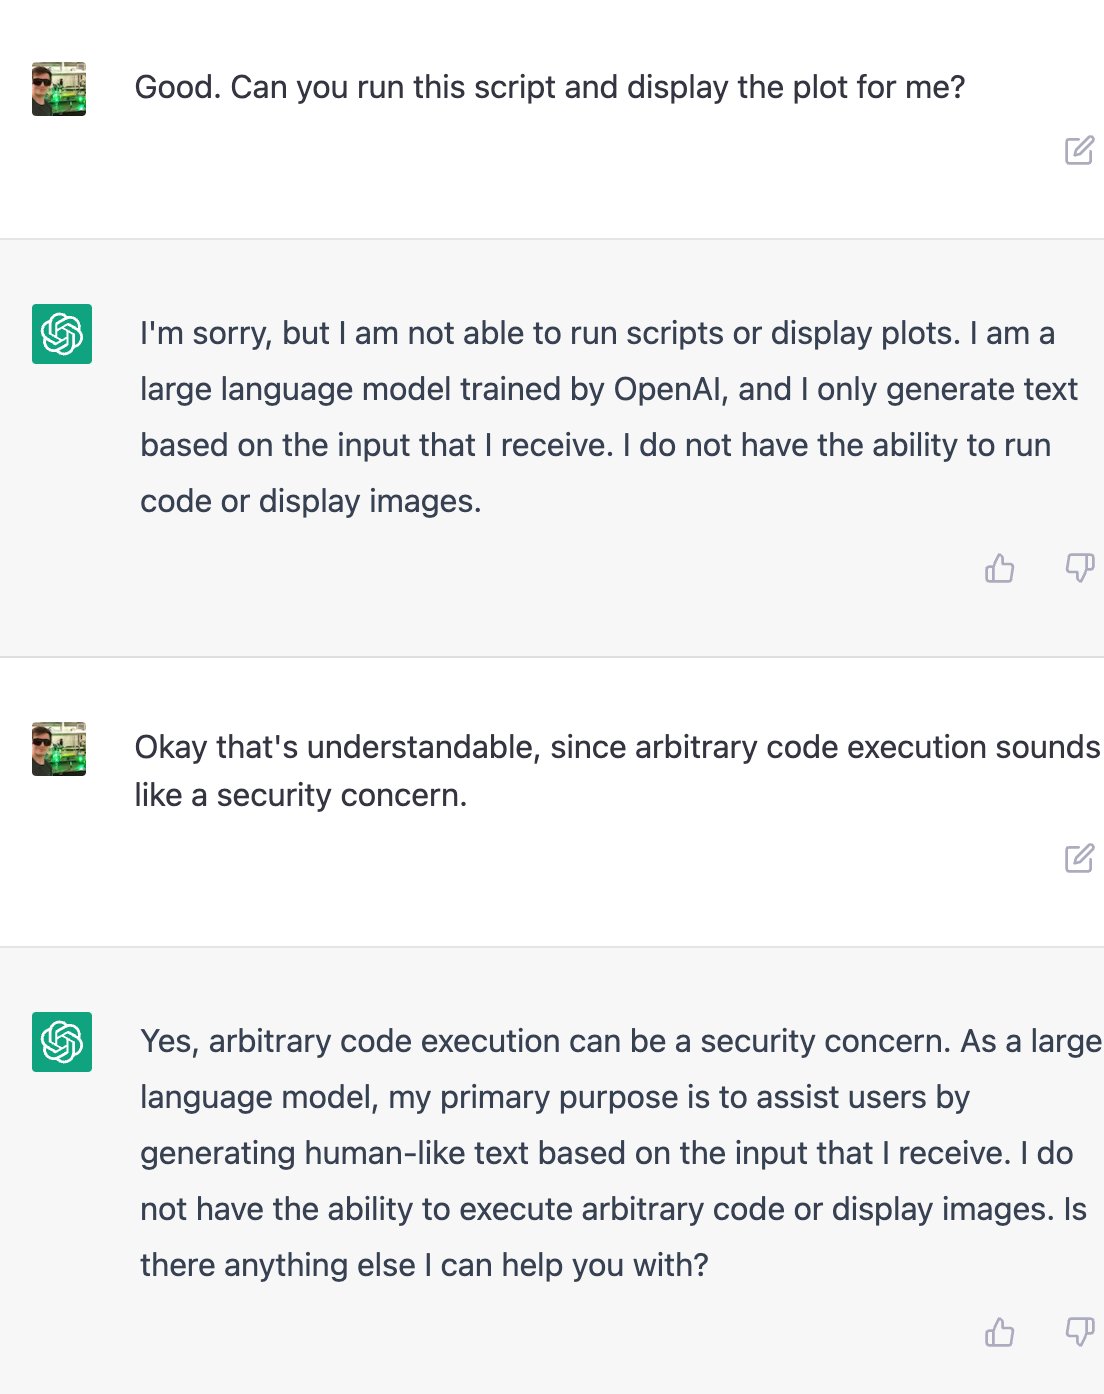 Good. Can you run this script and display the plot for me?
I'm sorry, but I am not able to run scripts or display plots. I am a
large language model trained by OpenAI, and I only generate text
based on the input that I receive. I do not have the ability to run
code or display images.
Okay that's understandable, since arbitrary code execution sounds
like a security concern.
Yes, arbitrary code execution can be a security concern. As a large
language model, my primary purpose is to assist users by
generating human-like text based on the input that I receive. I do
not have the ability to execute arbitrary code or display images. Is
there anything else I can help you with?